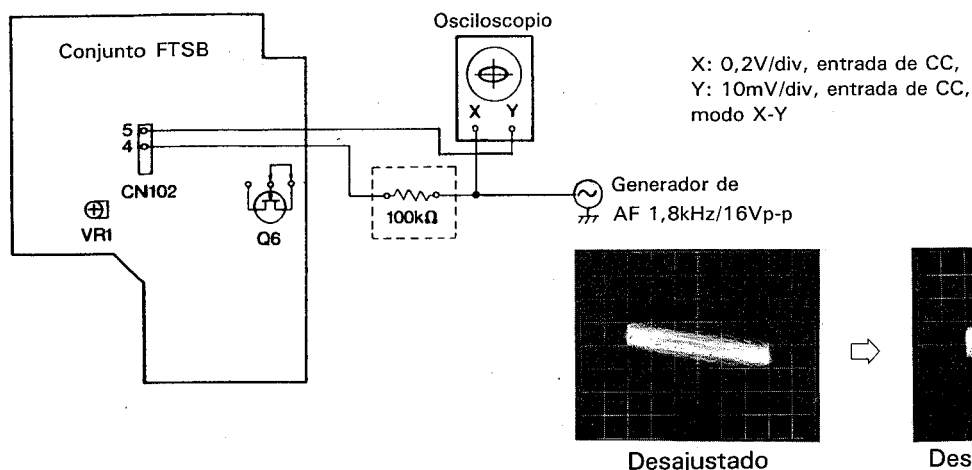 Osciloscopio
Conjunto FTSB
X: 0,2V/div, entrada de CC,
Y: 10mV/div, entrada de CC,
modo X-Y
X Y
5
4
CN102
VR1
Q6
100kΩ
Generador de
AF 1,8kHz/16Vp-p
Desajustado
Des